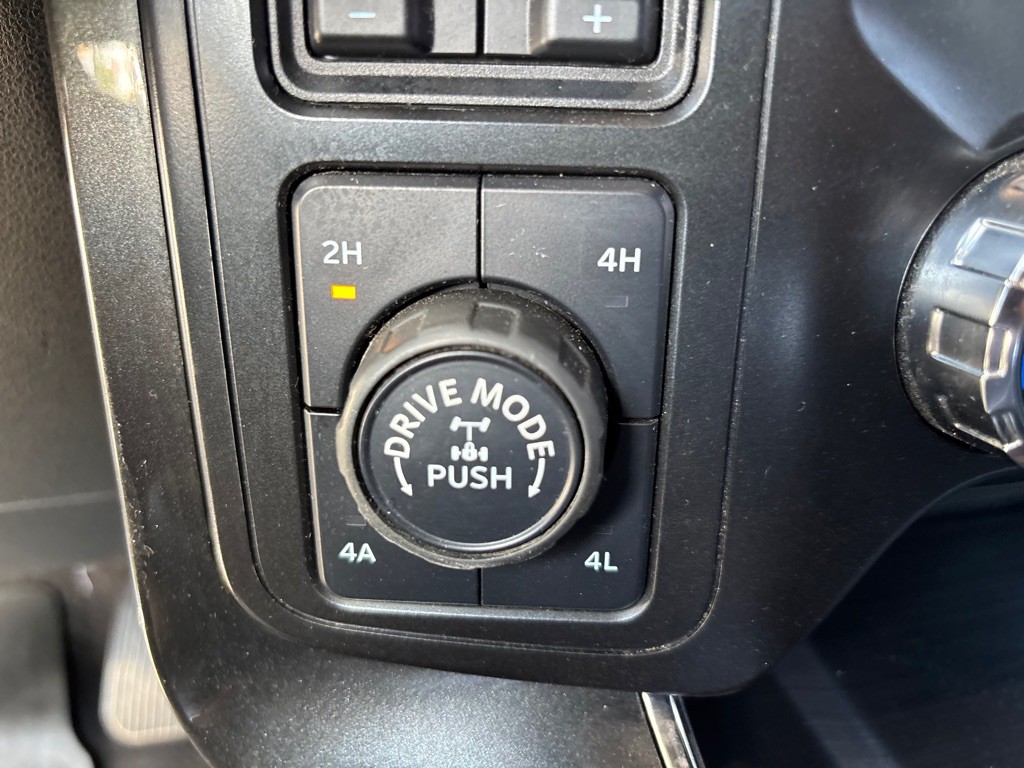 − +
2H 4H
DRIVE MODE
PUSH
4A 4L